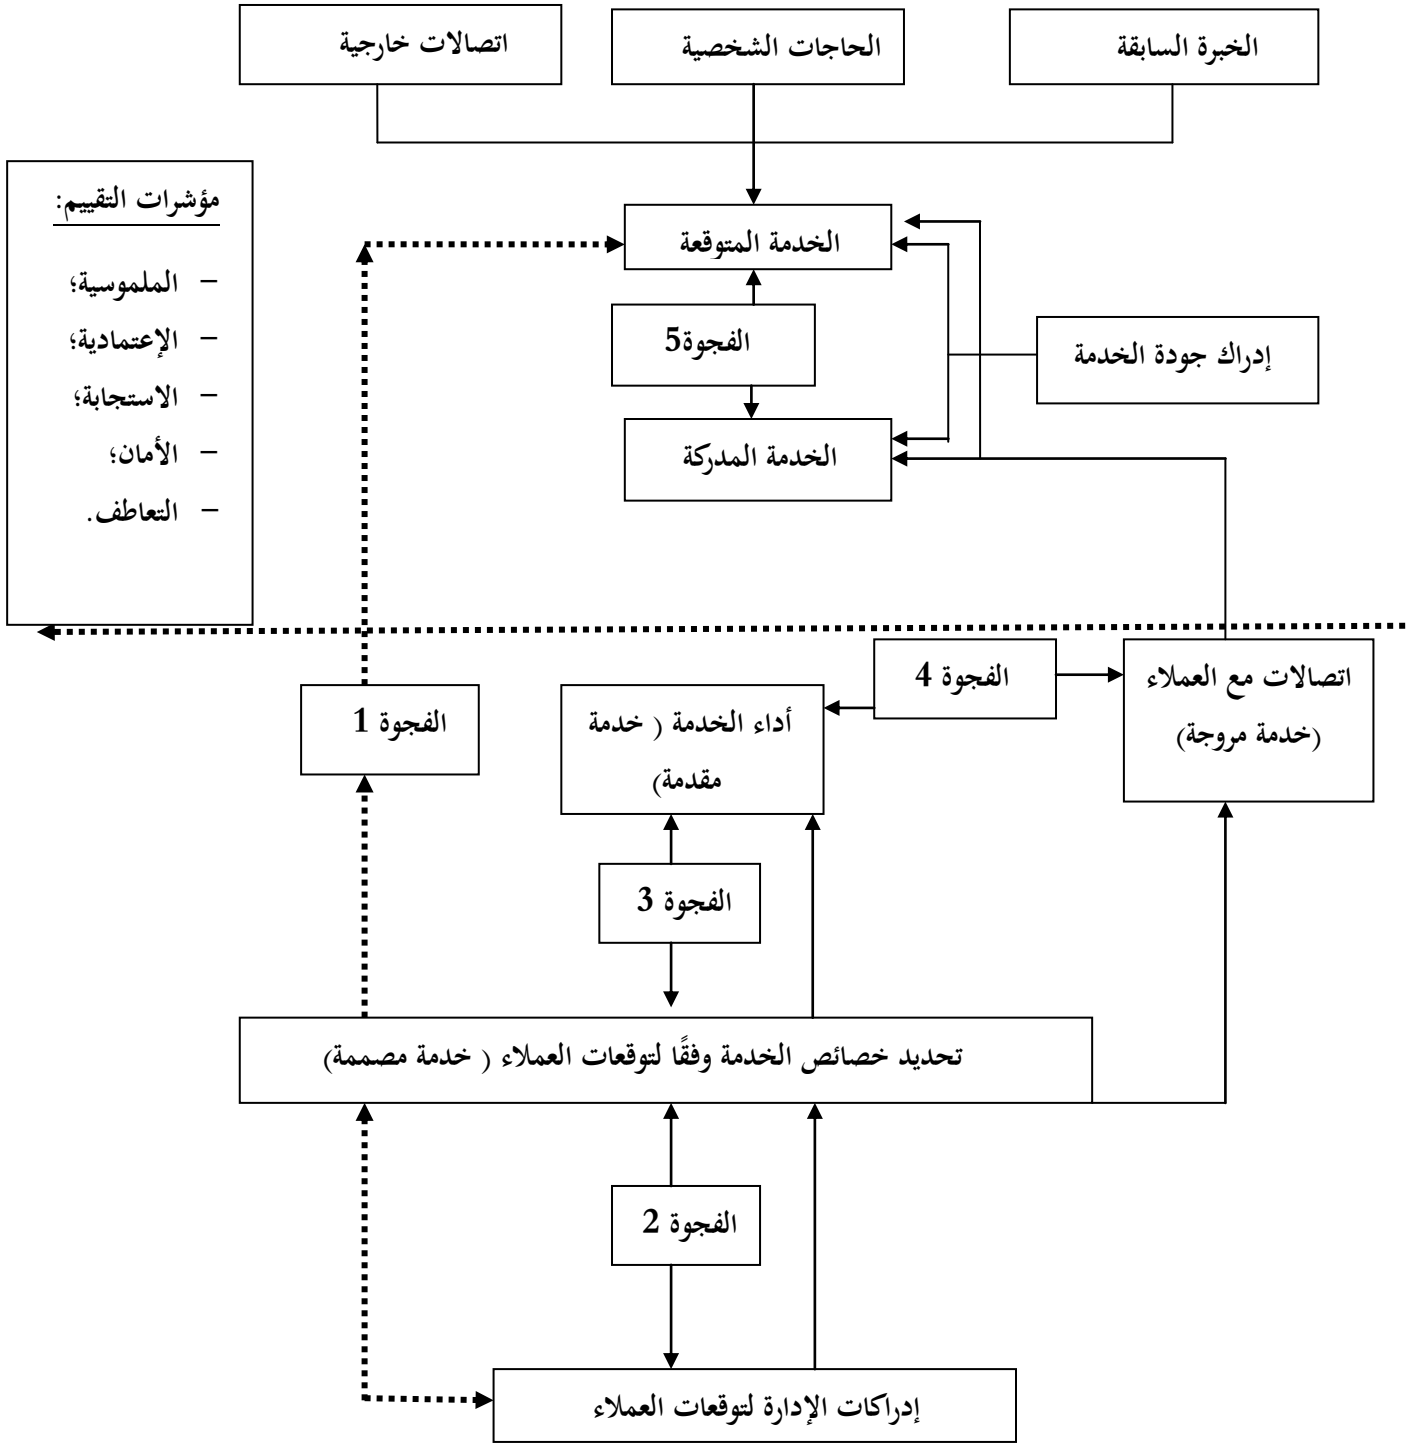 الخبرة السابقة
الحاجات الشخصية
اتصالات خارجية
مؤشرات التقييم:
– الملموسية؛
– الإعتمادية؛
– الاستجابة؛
– الأمان؛
– التعاطف.
الخدمة المتوقعة
الفجوة5
إدراك جودة الخدمة
الخدمة المدركة
اتصالات مع العملاء
(خدمة مروجة)
الفجوة 4
أداء الخدمة ( خدمة
مقدمة)
الفجوة 1
الفجوة 3
تحديد خصائص الخدمة وفقًا لتوقعات العملاء ( خدمة مصممة)
الفجوة 2
إدراكات الإدارة لتوقعات العملاء